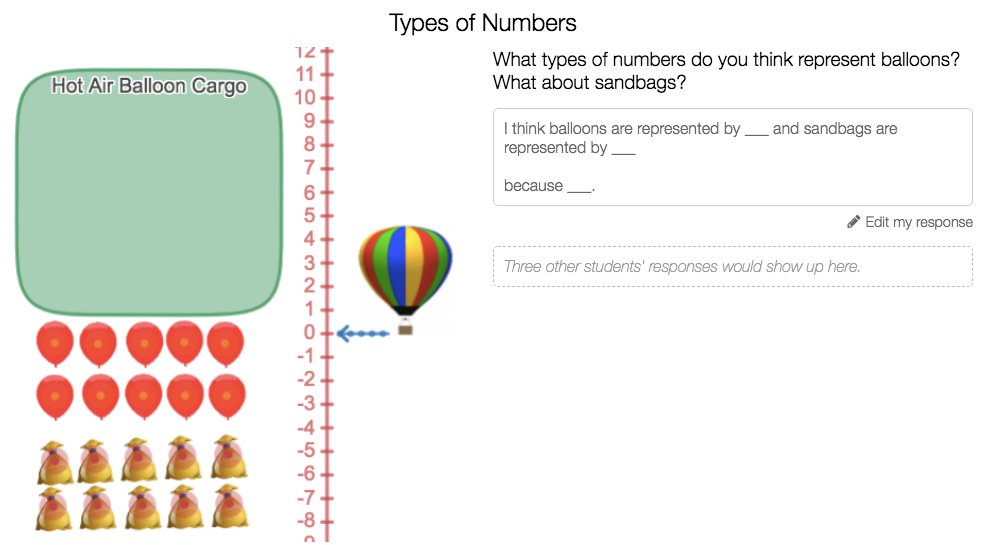 Types of Numbers
Hot Air Balloon Cargo
12
11
10
9
8
7
6
5
4
3
2
1
0
-1
-2
-3
-4
-5
-6
-7
-8
What types of numbers do you think represent balloons?
What about sandbags?
I think balloons are represented by ___ and sandbags are
represented by ___
because ___.
Edit my response
Three other students' responses would show up here.